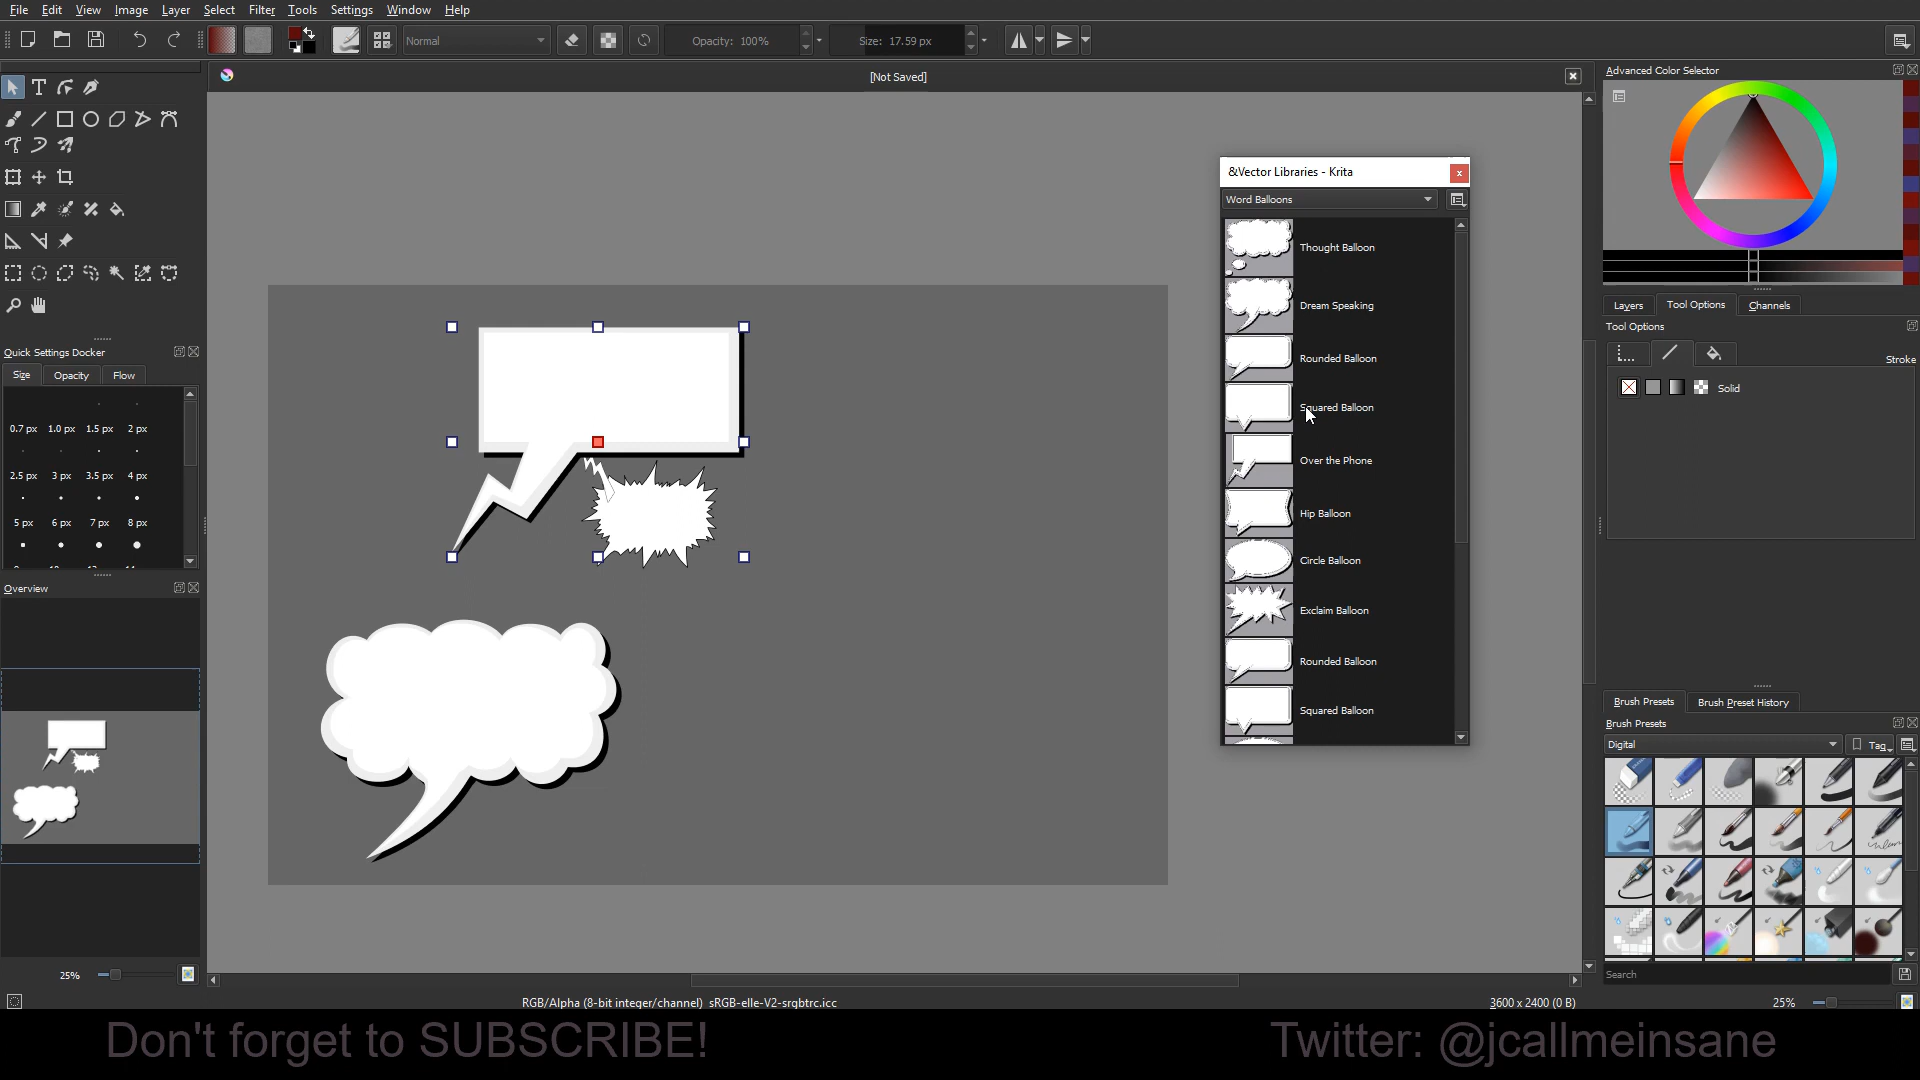 File Edit View Image Layer Select Filter Tools Settings Window Help
Normal Opacity: 100% Size: 17.59 px
[Not Saved]
Quick Settings Docker
Size Opacity Flow
0.7 px 1.0 px 1.5 px 2 px
2.5 px 3 px 3.5 px 4 px
5 px 6 px 7 px 8 px
Overview
25%
&Vector Libraries - Krita
Word Balloons
Thought Balloon
Dream Speaking
Rounded Balloon
Squared Balloon
Over the Phone
Hip Balloon
Circle Balloon
Exclaim Balloon
Rounded Balloon
Squared Balloon
Advanced Color Selector
Layers Tool Options Channels
Tool Options
Stroke
Solid
Brush Presets Brush Preset History
Brush Presets
Digital Tag
Search
RGB/Alpha (8-bit integer/channel) sRGB-elle-V2-srgbtrc.icc
3600 x 2400 (0 B)
25%
Don't forget to SUBSCRIBE!
Twitter: @jcallmeinsane